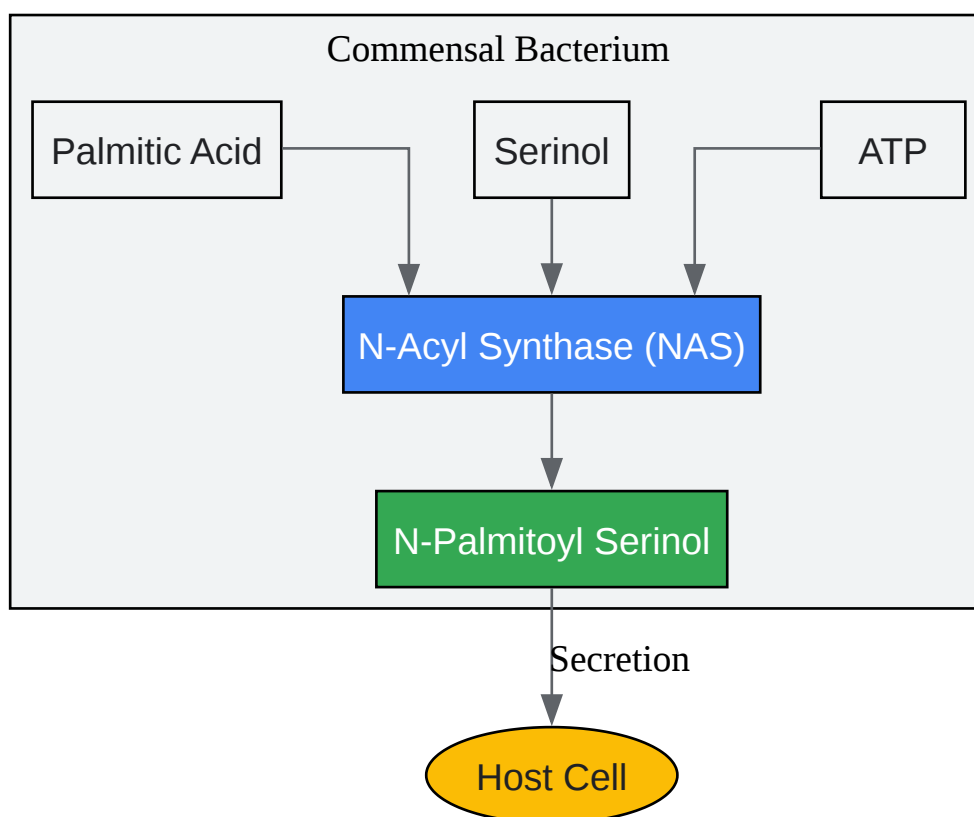 Commensal Bacterium
Palmitic Acid
Serinol
ATP
N-Acyl Synthase (NAS)
N-Palmitoyl Serinol
Secretion
Host Cell